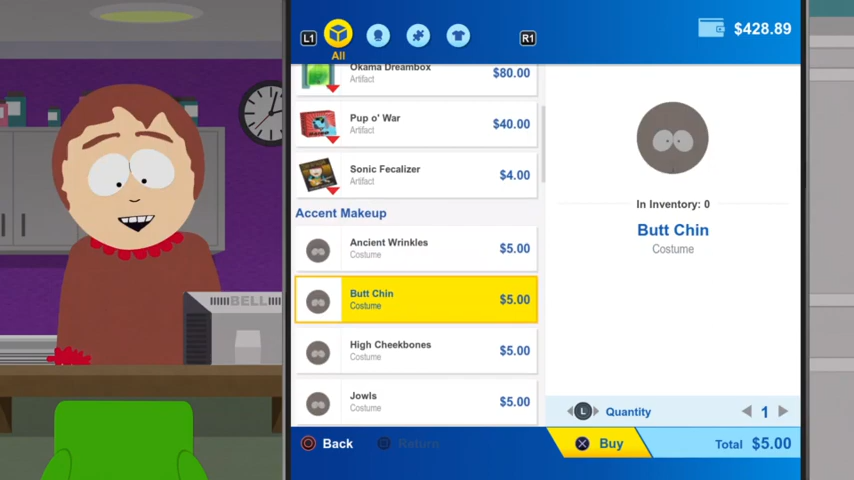 L1
R1
$428.89
All
Okama Dreambox
Artifact
$80.00
Pup o' War
Artifact
$40.00
Sonic Fecalizer
Artifact
$4.00
Accent Makeup
Ancient Wrinkles
Costume
$5.00
Butt Chin
Costume
$5.00
High Cheekbones
Costume
$5.00
Jowls
Costume
$5.00
In Inventory: 0
Butt Chin
Costume
L
Quantity
1
Back
Return
Buy
Total $5.00
BELL